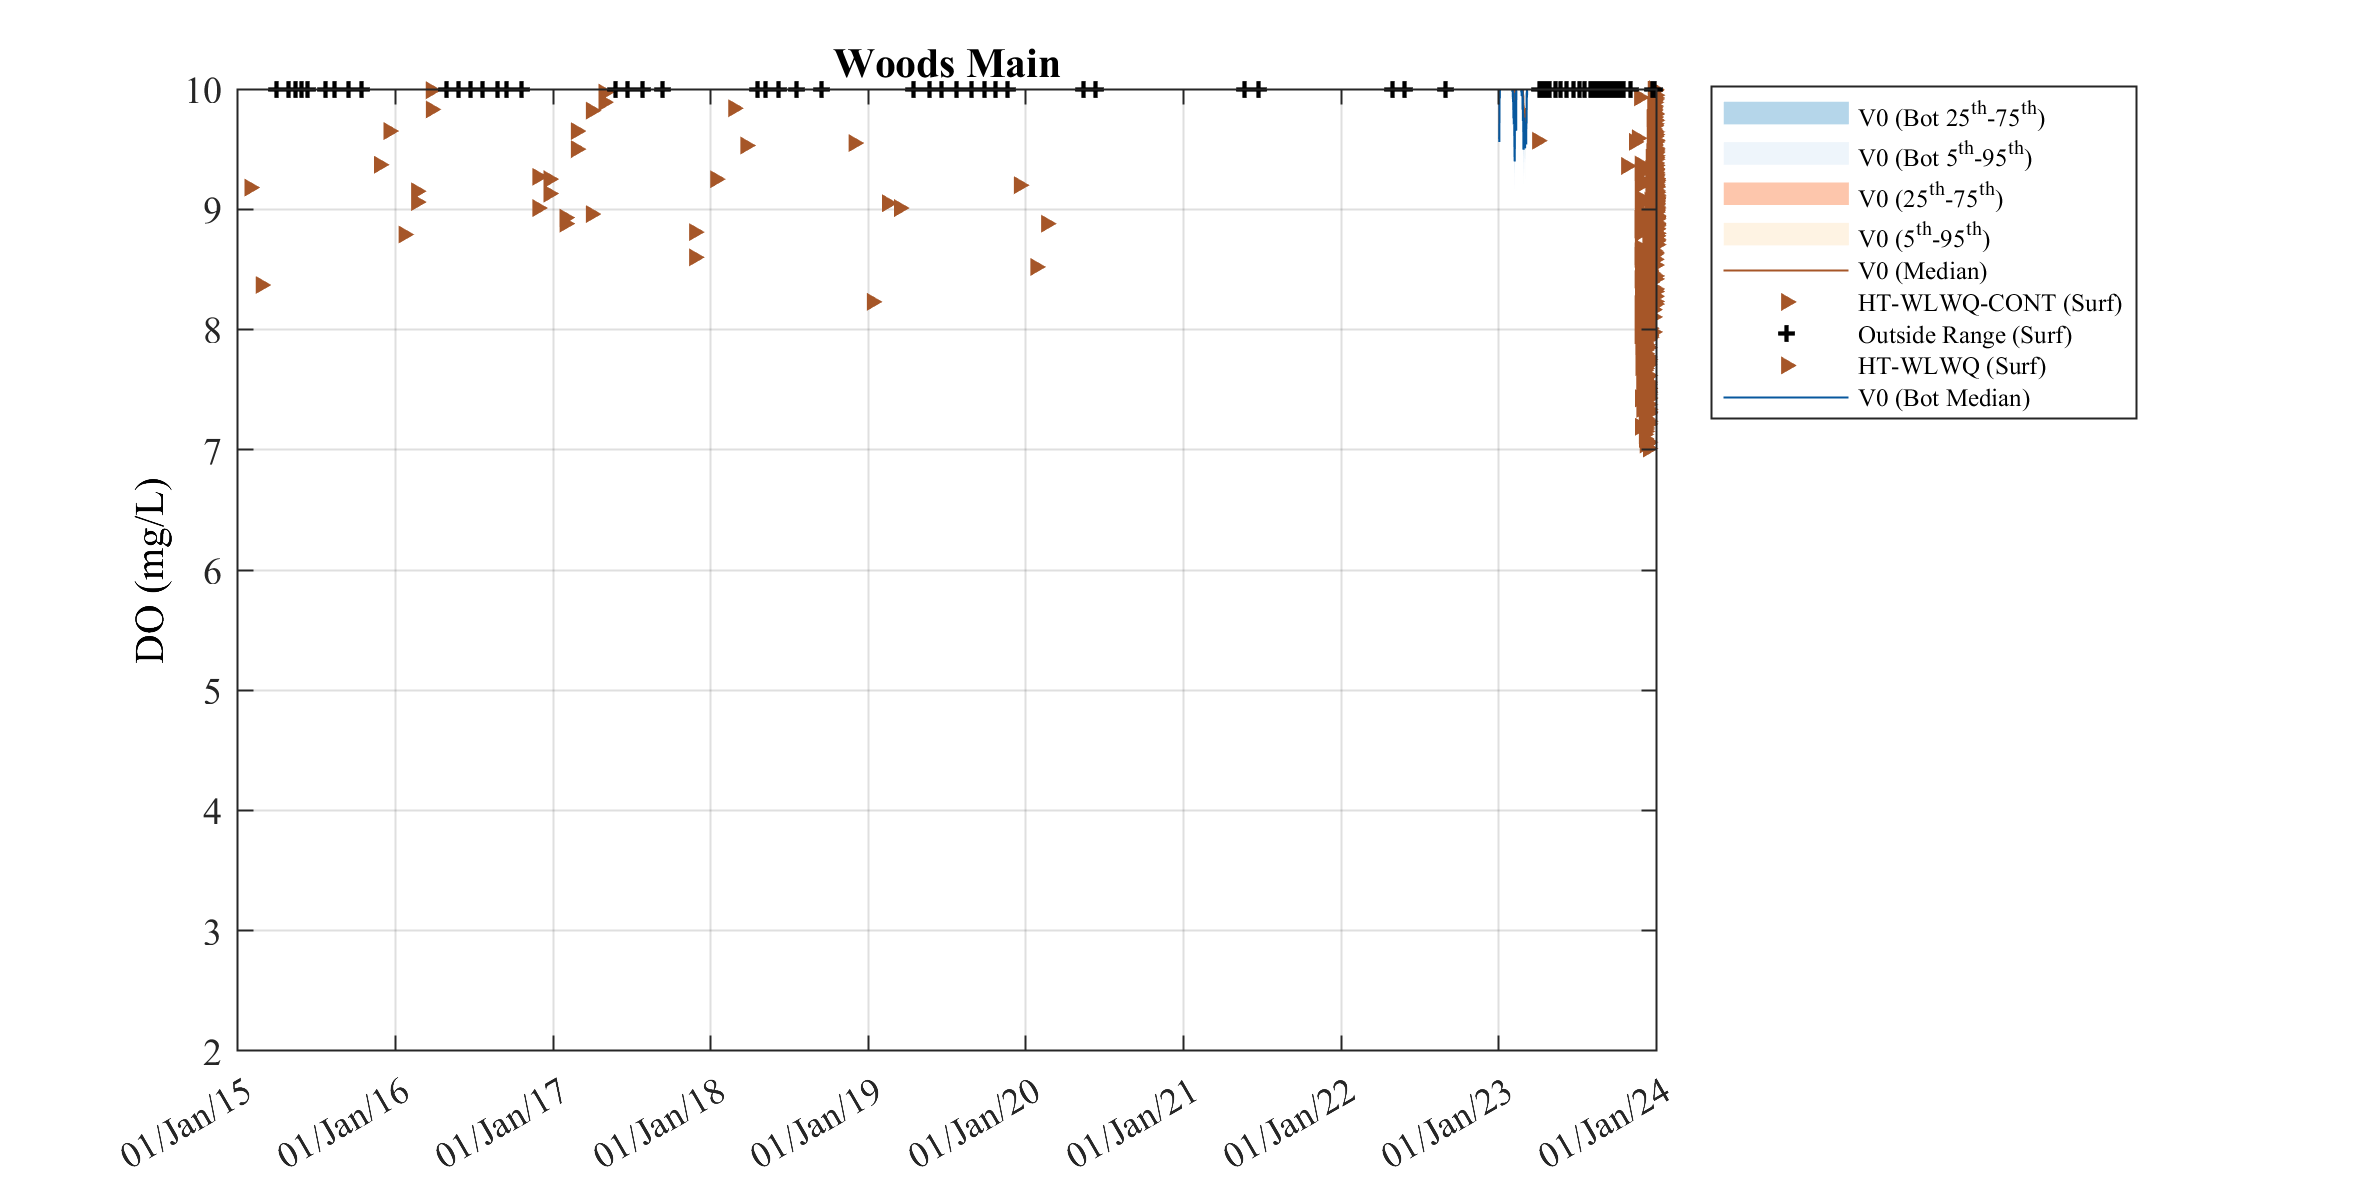 Woods Main
10
9
8
7
6
5
4
3
2
DO (mg/L)
01/Jan/15
01/Jan/16
01/Jan/17
01/Jan/18
01/Jan/19
01/Jan/20
01/Jan/21
01/Jan/22
01/Jan/23
01/Jan/24
V0 (Bot 25th-75th)
V0 (Bot 5th-95th)
V0 (25th-75th)
V0 (5th-95th)
V0 (Median)
HT-WLWQ-CONT (Surf)
Outside Range (Surf)
HT-WLWQ (Surf)
V0 (Bot Median)